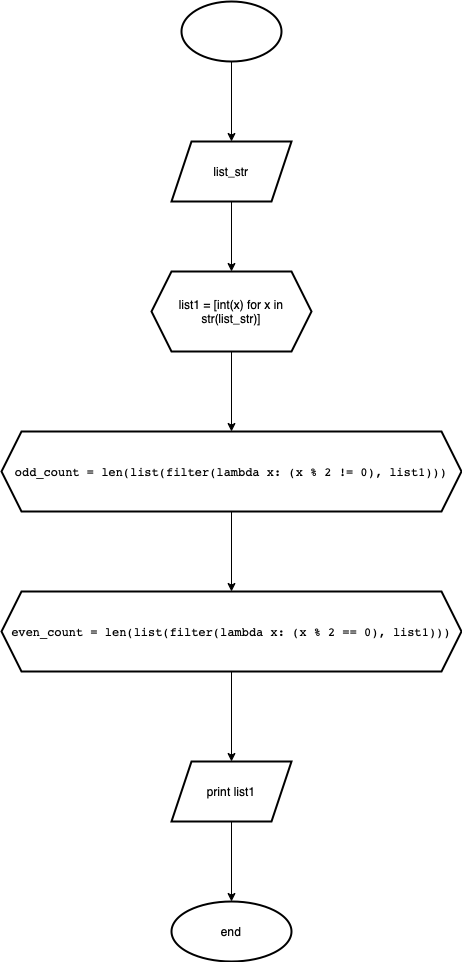 list_str
list1 = [int(x) for x in
str(list_str)]
odd_count = len(list(filter(lambda x: (x % 2 != 0), list1)))
even_count = len(list(filter(lambda x: (x % 2 == 0), list1)))
print list1
end